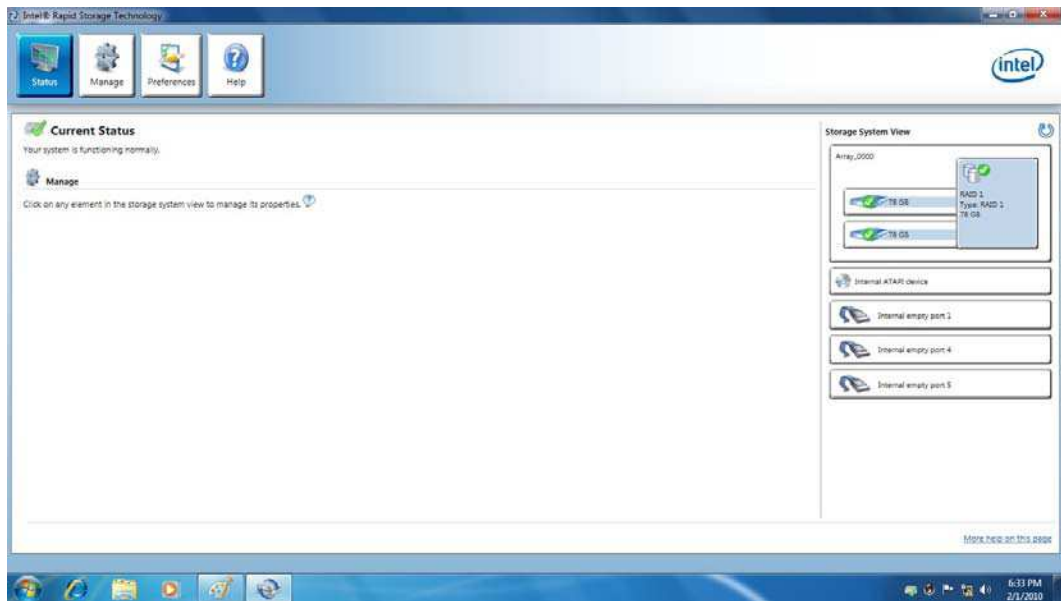 Intel® Rapid Storage Technology
Status
Manage
Preferences
Help
intel
Current Status
Your system is functioning normally.
Manage
Click on any element in the storage system view to manage its properties.
Storage System View
Array_0000
78 GB
78 GB
RAID 1
Type: RAID 1
78 GB
Internal ATAPI device
Internal empty port 1
Internal empty port 4
Internal empty port 5
More help on this page
6:33 PM
2/1/2010